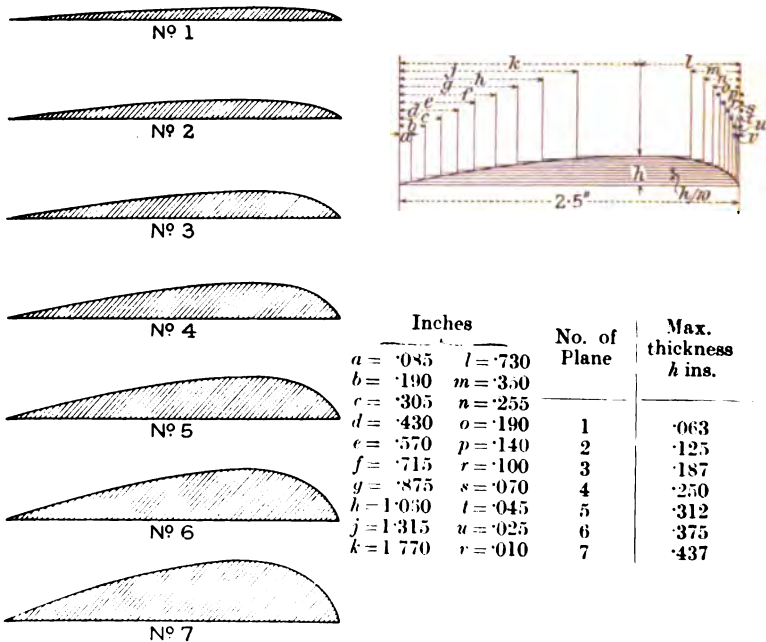 Nº 1
Nº 2
Nº 3
Nº 4
Nº 5
Nº 6
Nº 7
k
l
j
m
g
h
n
f
o
e
p
d
r
c
s
b
t
u
a
v
h
h/10
2·5"
Inches
a = ·085 l = ·730
b = ·190 m = ·350
c = ·305 n = ·255
d = ·430 o = ·190
e = ·570 p = ·140
f = ·715 r = ·100
g = ·875 s = ·070
h = 1·060 t = ·045
j = 1·315 u = ·025
k = 1 770 v = ·010
No. of
Plane
Max.
thickness
h ins.
1 ·063
2 ·125
3 ·187
4 ·250
5 ·312
6 ·375
7 ·437